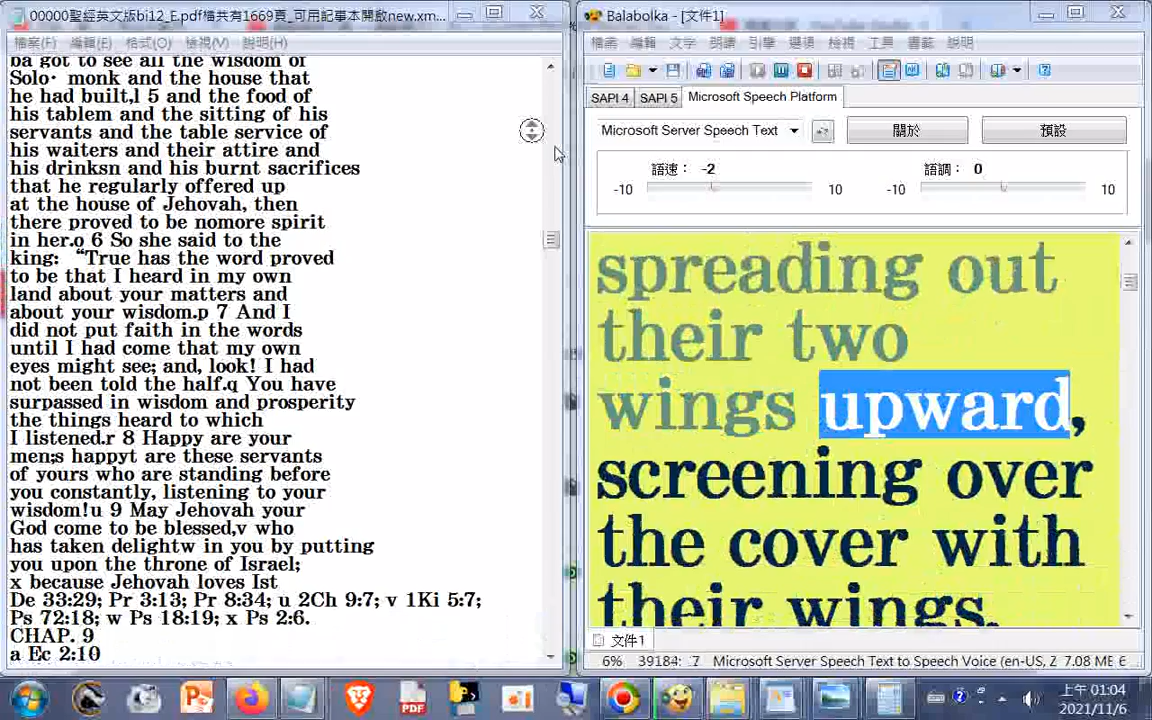 00000聖經英文版bi12_E.pdf檔共有1669頁_可用記事本開啟new.xm...
檔案(F) 編輯(E) 格式(O) 檢視(V) 說明(H)
ba got to see all the wisdom of
Solo· monk and the house that
he had built,l 5 and the food of
his tablem and the sitting of his
servants and the table service of
his waiters and their attire and
his drinksn and his burnt sacrifices
that he regularly offered up
at the house of Jehovah, then
there proved to be nomore spirit
in her.o 6 So she said to the
king: “True has the word proved
to be that I heard in my own
land about your matters and
about your wisdom.p 7 And I
did not put faith in the words
until I had come that my own
eyes might see; and, look! I had
not been told the half.q You have
surpassed in wisdom and prosperity
the things heard to which
I listened.r 8 Happy are your
men;s happyt are these servants
of yours who are standing before
you constantly, listening to your
wisdom!u 9 May Jehovah your
God come to be blessed,v who
has taken delightw in you by putting
you upon the throne of Israel;
x because Jehovah loves Ist
De 33:29; Pr 3:13; Pr 8:34; u 2Ch 9:7; v 1Ki 5:7;
Ps 72:18; w Ps 18:19; x Ps 2:6.
CHAP. 9
a Ec 2:10
Balabolka - [文件1]
檔案 編輯 文字 朗讀 引擎 選項 檢視 工具 書籤 說明
SAPI 4 SAPI 5 Microsoft Speech Platform
Microsoft Server Speech Text 關於 預設
語速： -2 語調： 0
-10 10 -10 10
spreading out
their two
wings upward,
screening over
the cover with
their wings.
文件1
6% 39184: 7 Microsoft Server Speech Text to Speech Voice (en-US, Z 7.08 MB
PDF
上午 01:04
2021/11/6